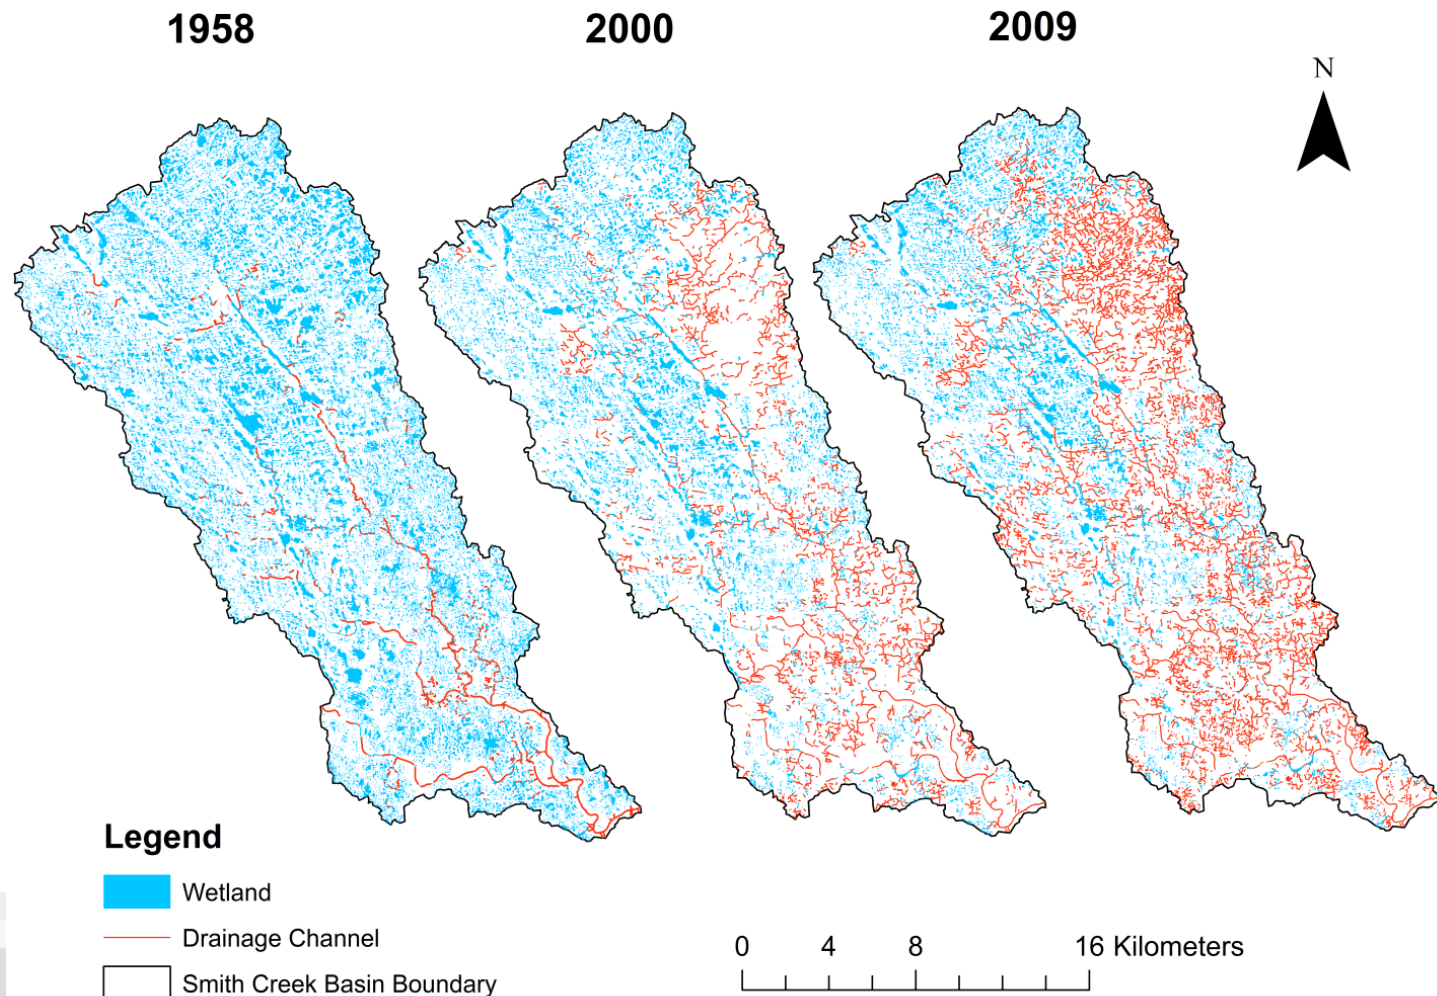 1958 2000 2009
N
Legend
Wetland
Drainage Channel
Smith Creek Basin Boundary
0 4 8 16 Kilometers